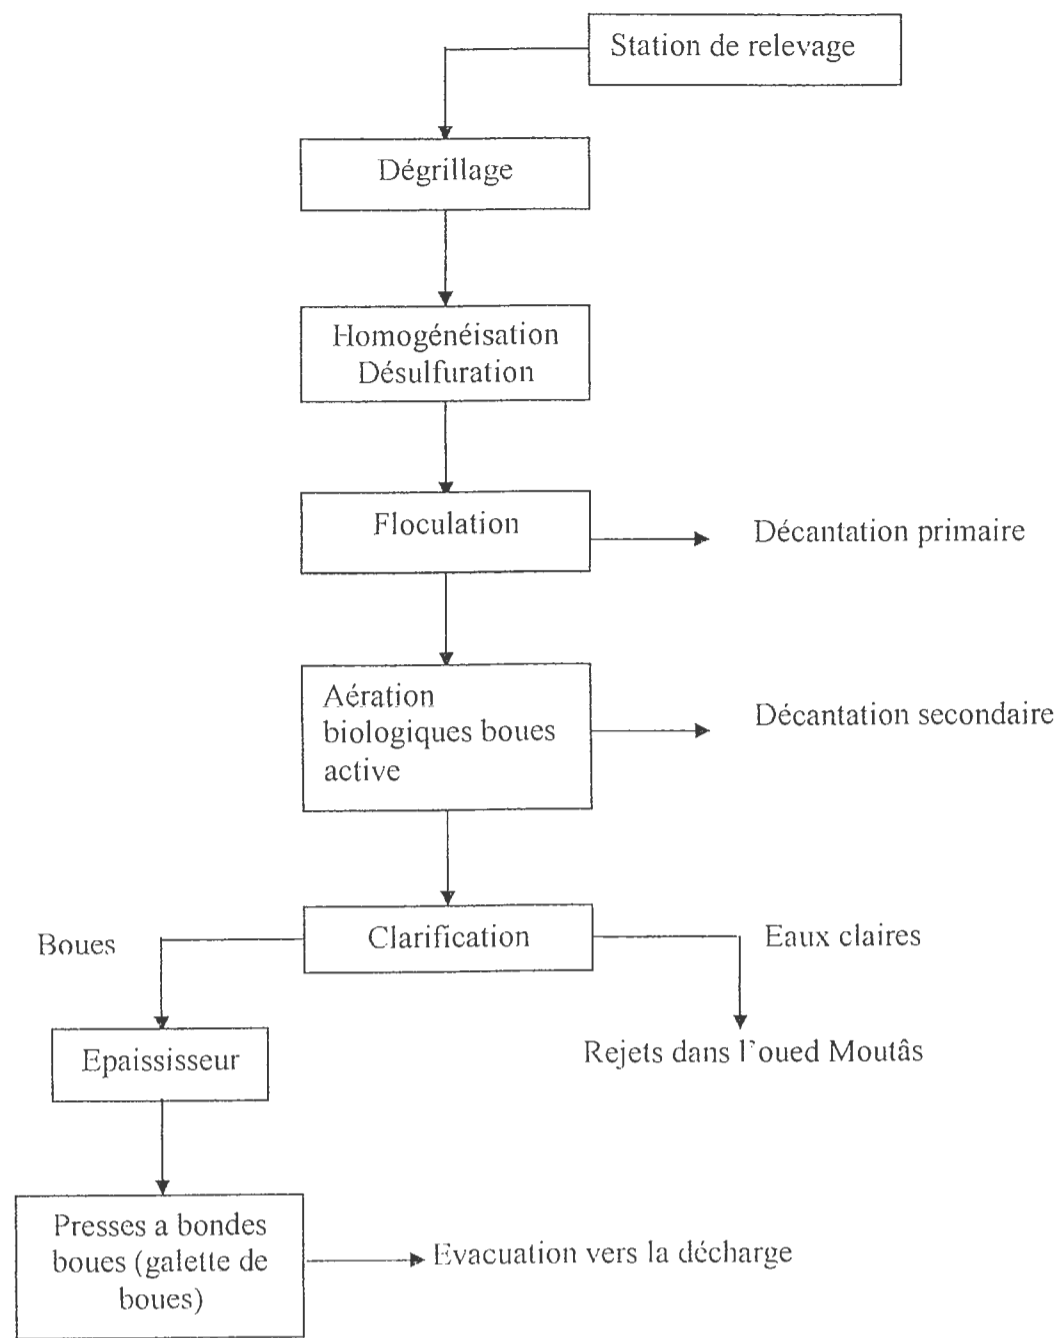 Station de relevage
Dégrillage
Homogénéisation
Désulfuration
Floculation
Décantation primaire
Aération
biologiques boues
active
Décantation secondaire
Clarification
Boues
Eaux claires
Epaississeur
Rejets dans l'oued Moutâs
Presses a bondes
boues (galette de
boues)
Evacuation vers la décharge